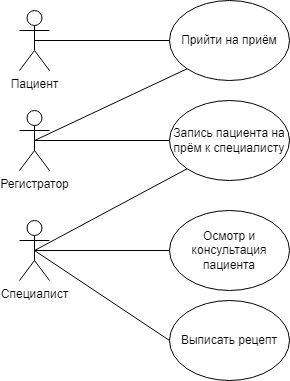 Прийти на приём
Пациент
Запись пациента на
прём к специалисту
Регистратор
Осмотр и
консультация
пациента
Специалист
Выписать рецепт